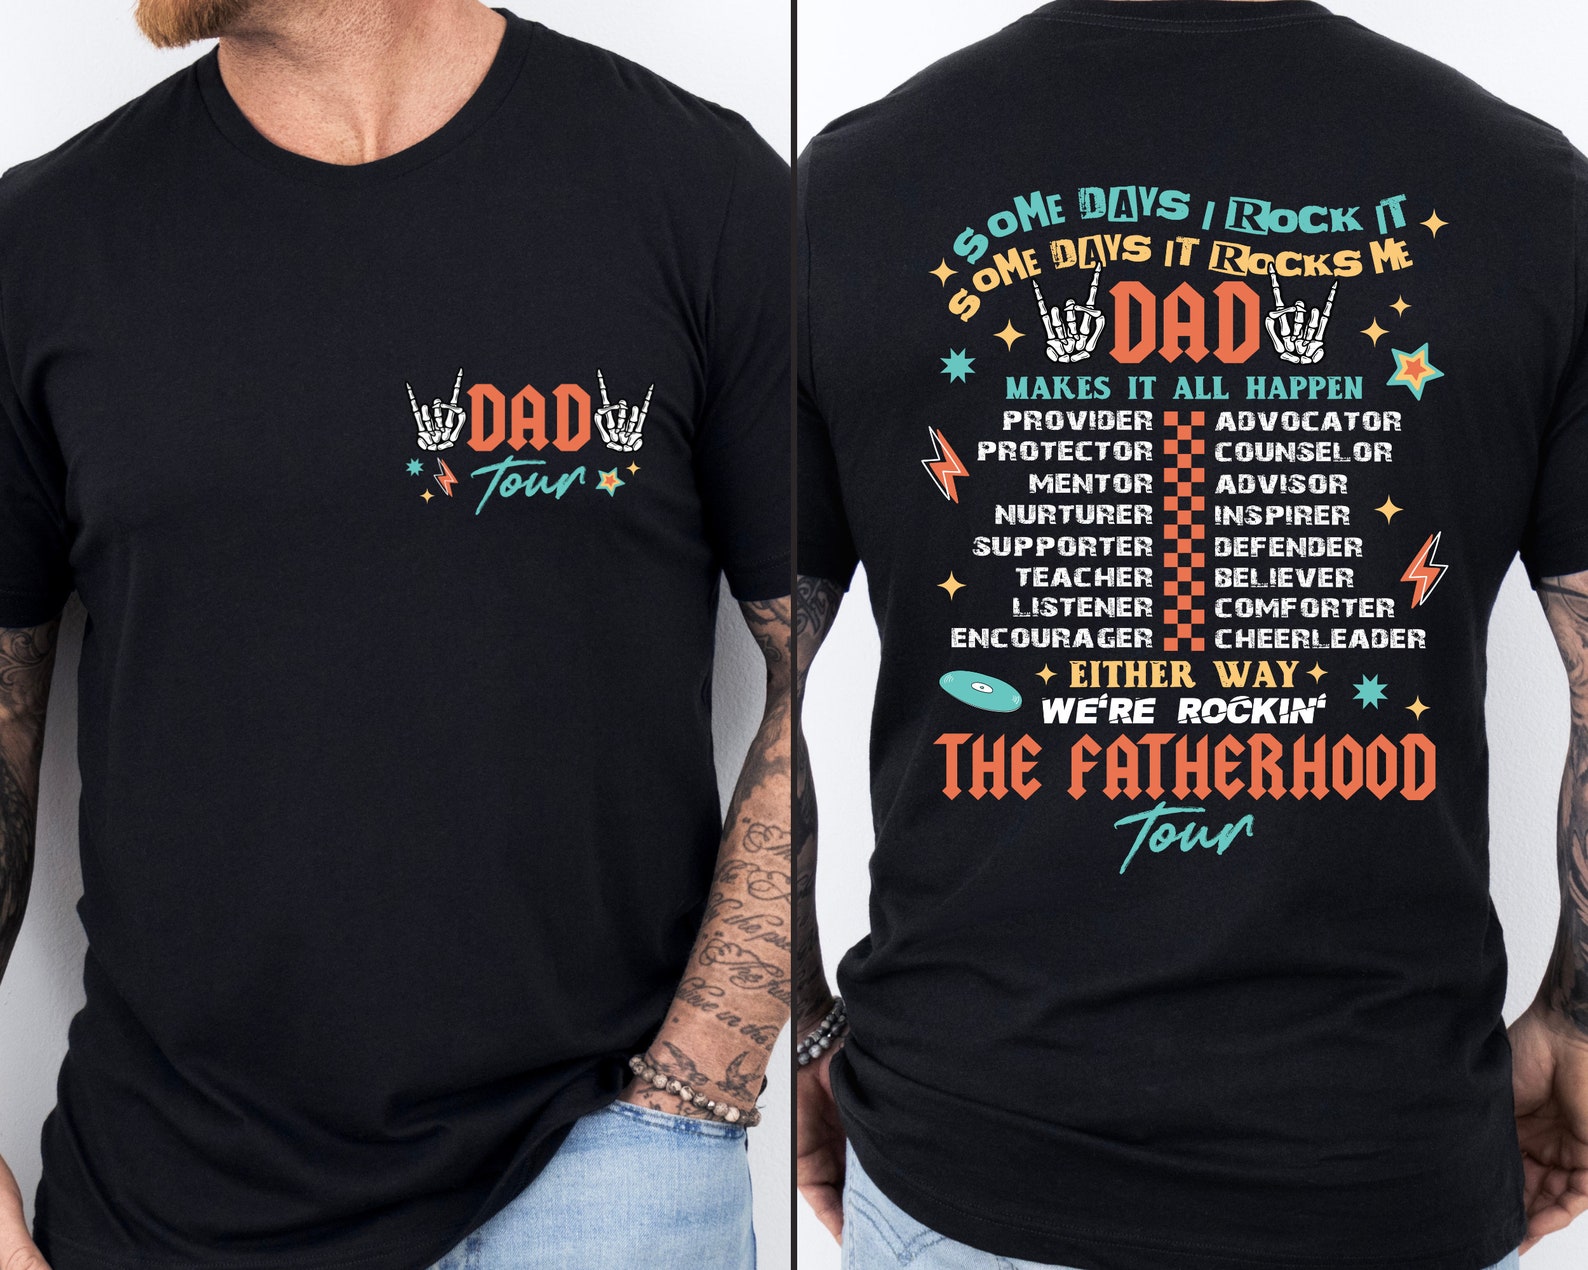 DAD
Tour
SOME DAYS I ROCK IT
SOME DAYS IT ROCKS ME
DAD
MAKES IT ALL HAPPEN
PROVIDER ADVOCATOR
PROTECTOR COUNSELOR
MENTOR ADVISOR
NURTURER INSPIRER
SUPPORTER DEFENDER
TEACHER BELIEVER
LISTENER COMFORTER
ENCOURAGER CHEERLEADER
EITHER WAY
WE'RE ROCKIN'
THE FATHERHOOD
Tour